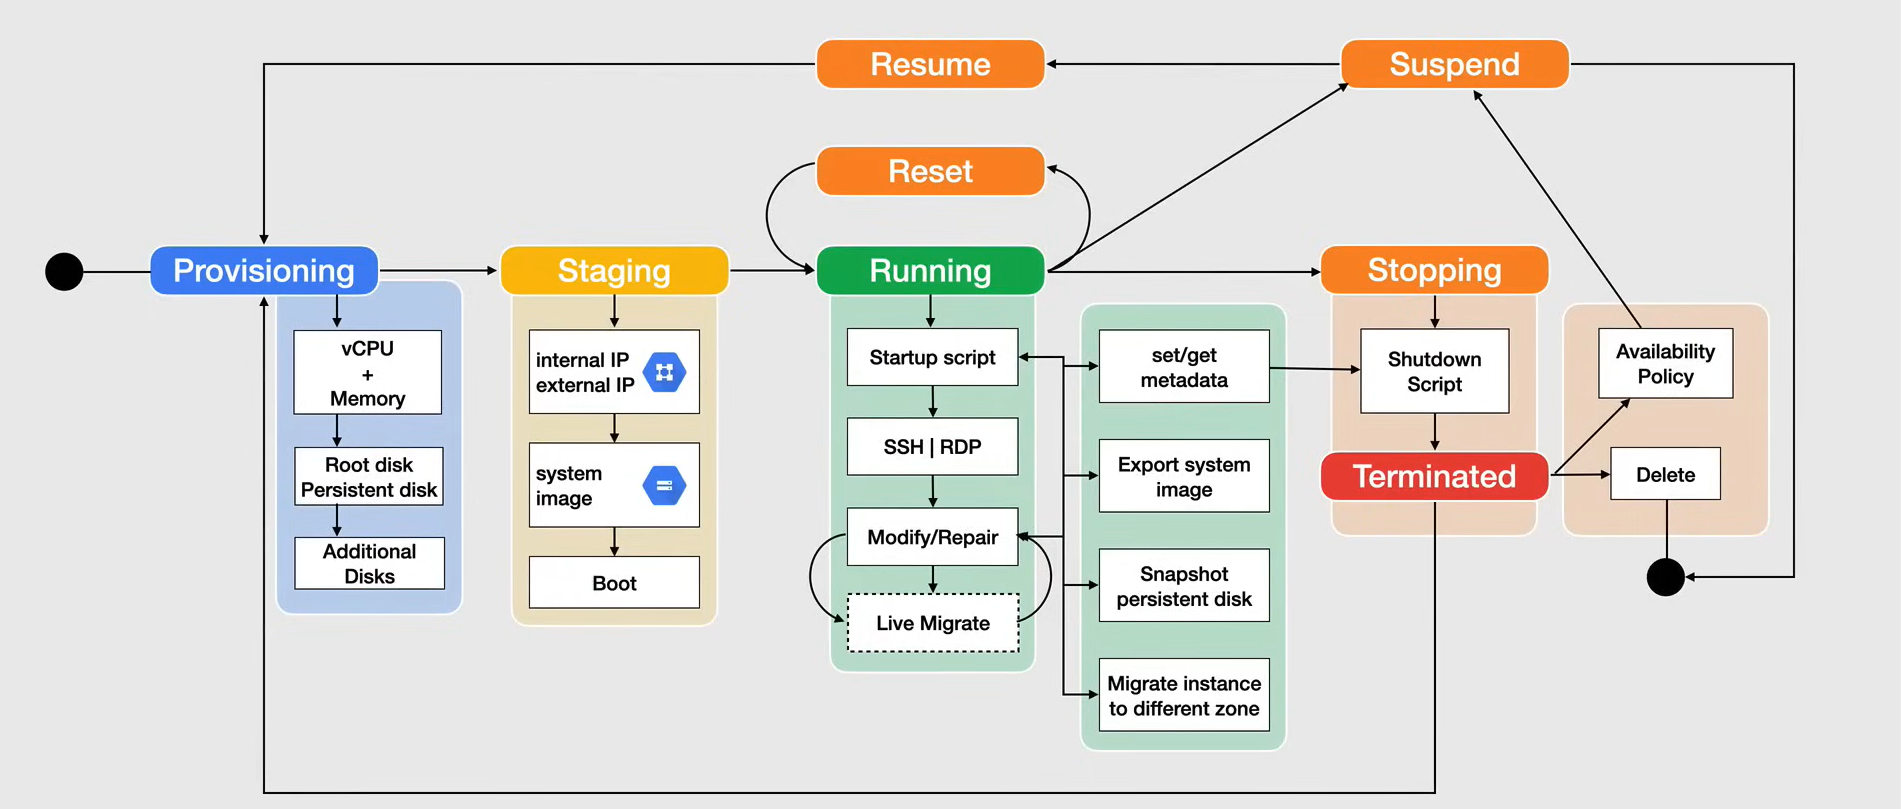 Resume
Suspend
Reset
Provisioning
Staging
Running
Stopping
vCPU
+
Memory
Root disk
Persistent disk
Additional
Disks
internal IP
external IP
system
image
Boot
Startup script
SSH | RDP
Modify/Repair
Live Migrate
set/get
metadata
Export system
image
Snapshot
persistent disk
Migrate instance
to different zone
Shutdown
Script
Terminated
Availability
Policy
Delete